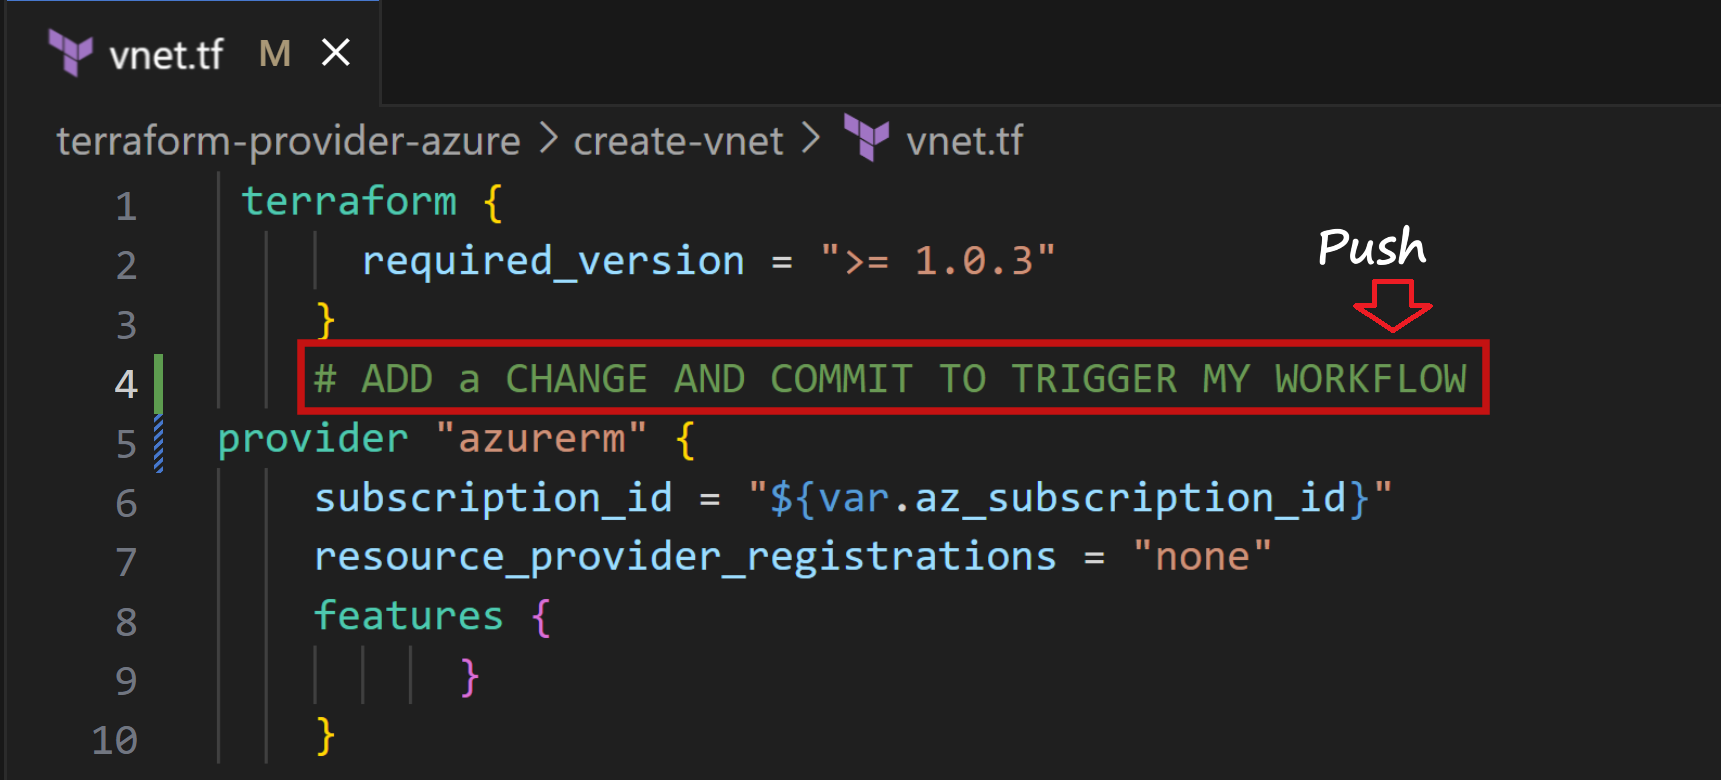 vnet.tf M
terraform-provider-azure > create-vnet > vnet.tf
1 terraform {
2 required_version = ">= 1.0.3"
Push
3 }
4 # ADD a CHANGE AND COMMIT TO TRIGGER MY WORKFLOW
5 provider "azurerm" {
6 subscription_id = "${var.az_subscription_id}"
7 resource_provider_registrations = "none"
8 features {
9 }
10 }